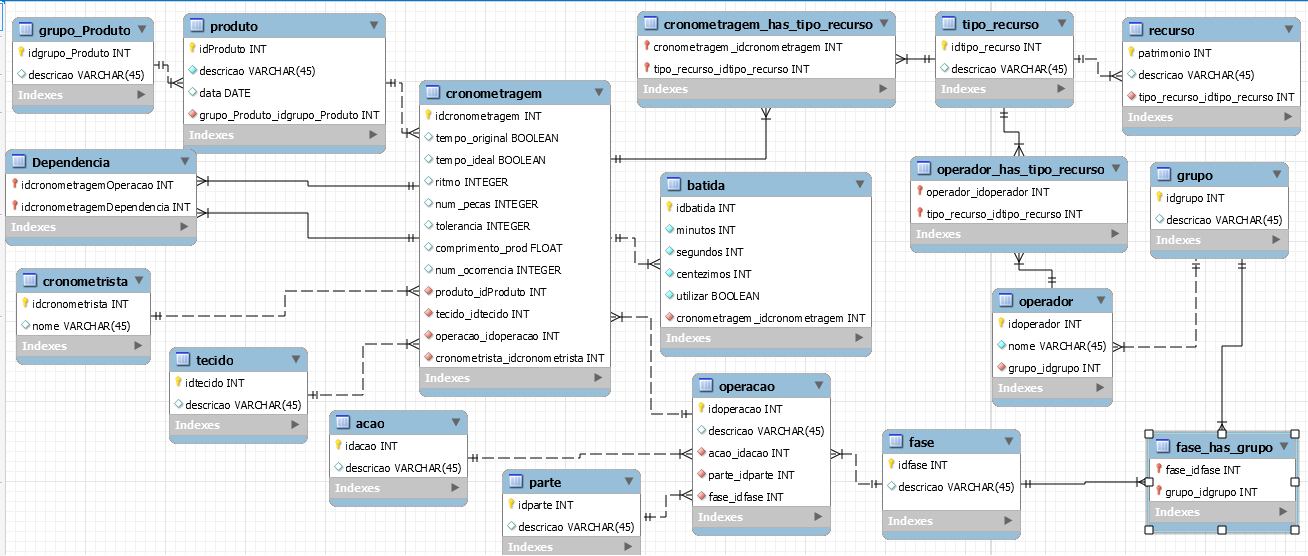 grupo_Produto
idgrupo_Produto INT
descricao VARCHAR(45)
Indexes
produto
idProduto INT
descricao VARCHAR(45)
data DATE
grupo_Produto_idgrupo_Produto INT
Indexes
cronometragem_has_tipo_recurso
cronometragem_idcronometragem INT
tipo_recurso_idtipo_recurso INT
Indexes
tipo_recurso
idtipo_recurso INT
descricao VARCHAR(45)
Indexes
recurso
patrimonio INT
descricao VARCHAR(45)
tipo_recurso_idtipo_recurso INT
Indexes
cronometragem
idcronometragem INT
tempo_original BOOLEAN
tempo_ideal BOOLEAN
ritmo INTEGER
num_pecas INTEGER
tolerancia INTEGER
comprimento_prod FLOAT
num_ocorrencia INTEGER
produto_idProduto INT
tecido_idtecido INT
operacao_idoperacao INT
cronometrista_idcronometrista INT
Indexes
Dependencia
idcronometragemOperacao INT
idcronometragemDependencia INT
Indexes
batida
idbatida INT
minutos INT
segundos INT
centezimos INT
utilizar BOOLEAN
cronometragem_idcronometragem INT
Indexes
operador_has_tipo_recurso
operador_idoperador INT
tipo_recurso_idtipo_recurso INT
Indexes
grupo
idgrupo INT
descricao VARCHAR(45)
Indexes
cronometrista
idcronometrista INT
nome VARCHAR(45)
Indexes
operador
idoperador INT
nome VARCHAR(45)
grupo_idgrupo INT
Indexes
tecido
idtecido INT
descricao VARCHAR(45)
Indexes
operacao
idoperacao INT
descricao VARCHAR(45)
acao_idacao INT
parte_idparte INT
fase_idfase INT
Indexes
acao
idacao INT
descricao VARCHAR(45)
Indexes
fase
idfase INT
descricao VARCHAR(45)
Indexes
fase_has_grupo
fase_idfase INT
grupo_idgrupo INT
Indexes
parte
idparte INT
descricao VARCHAR(45)
Indexes